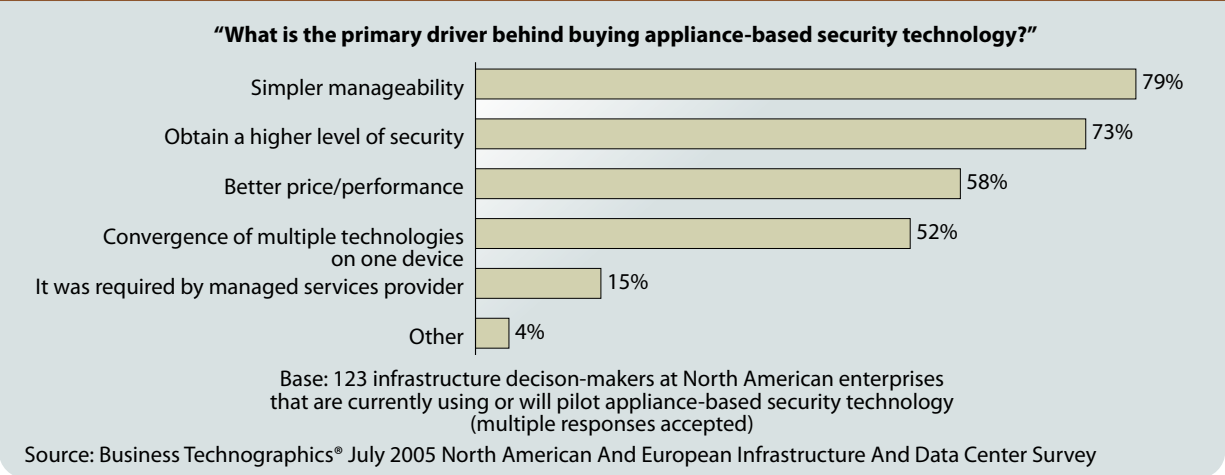 “What is the primary driver behind buying appliance-based security technology?”
Simpler manageability 79%
Obtain a higher level of security 73%
Better price/performance 58%
Convergence of multiple technologies
on one device 52%
It was required by managed services provider 15%
Other 4%
Base: 123 infrastructure decison-makers at North American enterprises
that are currently using or will pilot appliance-based security technology
(multiple responses accepted)
Source: Business Technographics® July 2005 North American And European Infrastructure And Data Center Survey